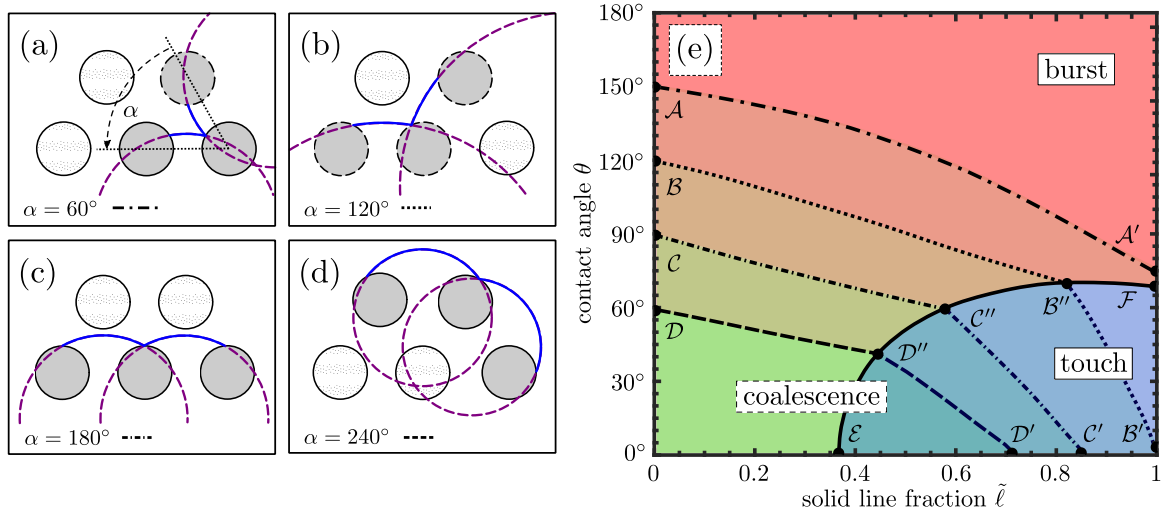 (a)
α
α = 60°
(b)
α = 120°
(c)
α = 180°
(d)
α = 240°
(e)
180°
150°
120°
90°
60°
30°
0°
contact angle θ
burst
touch
coalescence
𝒜
𝒜′
ℬ
ℬ″
ℱ
𝒞
𝒞″
𝒟
𝒟″
ℰ
𝒟′
𝒞′
ℬ′
0
0.2
0.4
0.6
0.8
1
solid line fraction ℓ̃